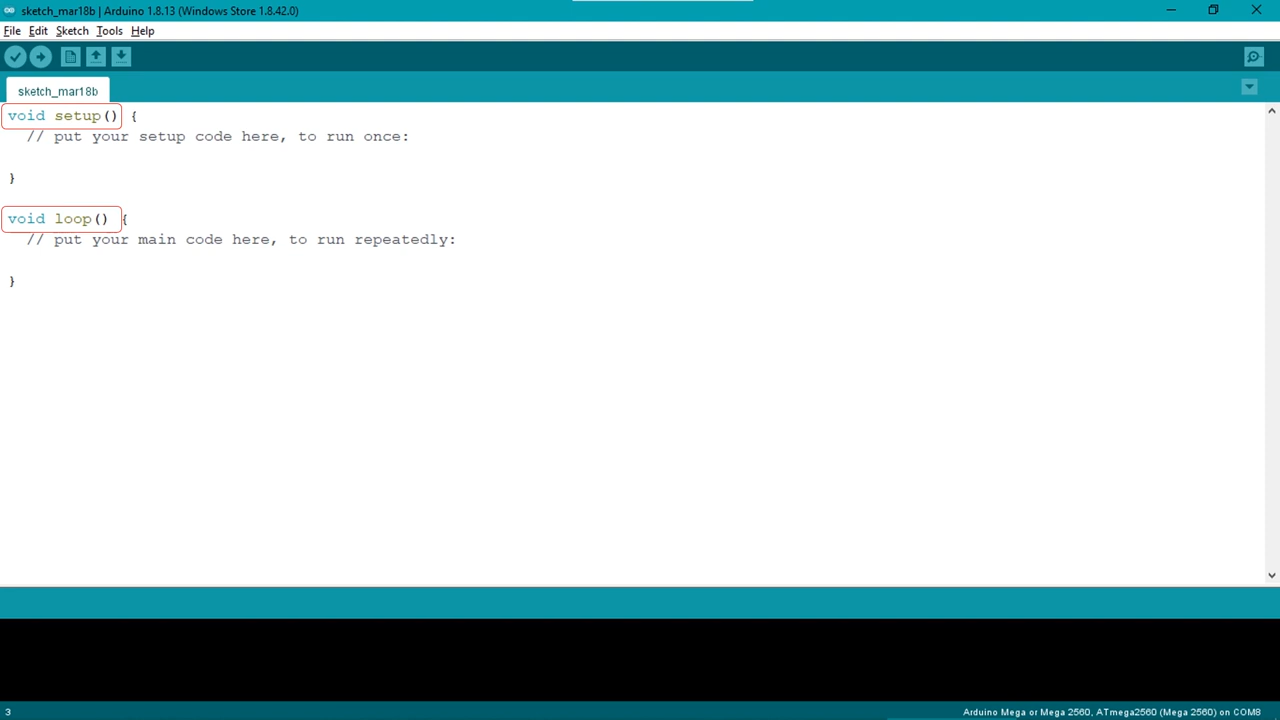 sketch_mar18b | Arduino 1.8.13 (Windows Store 1.8.42.0)
File Edit Sketch Tools Help
sketch_mar18b
void setup() {
// put your setup code here, to run once:
}
void loop() {
// put your main code here, to run repeatedly:
}
3 Arduino Mega or Mega 2560, ATmega2560 (Mega 2560) on COM8